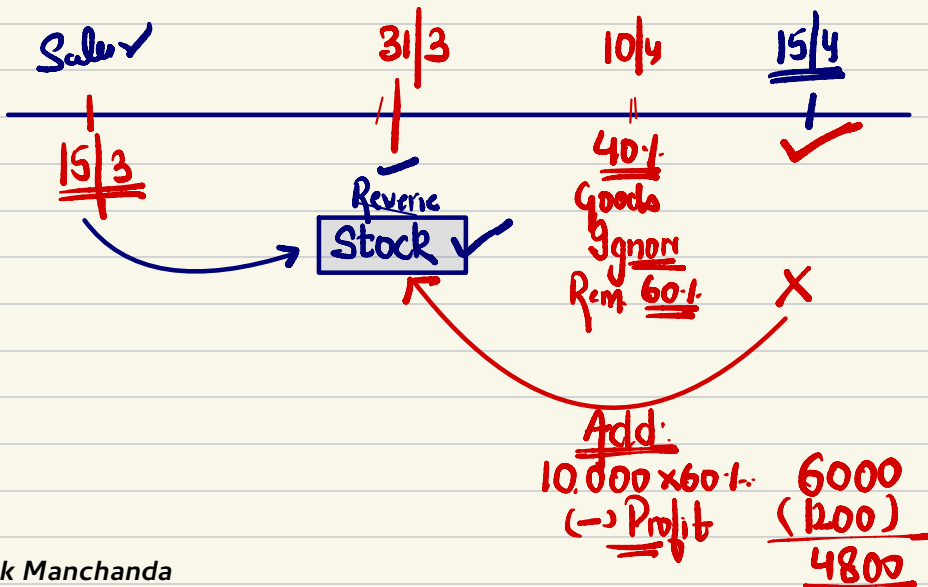 Sales 31/3 10/4 15/4
15/3 40%
Reverse Goods
Stock Ignore
Rem. 60%
Add:
10,000 x 60% 6000
(-) Profit (1200)
4800
k Manchanda